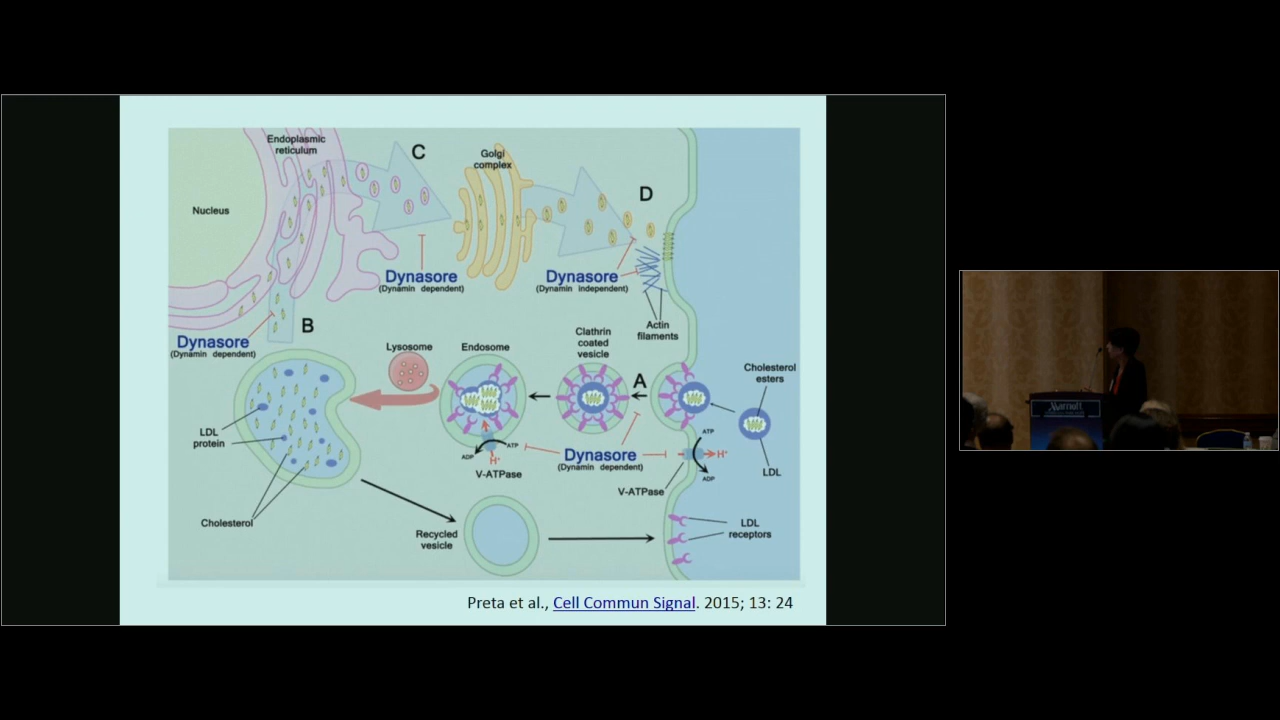 Endoplasmic
reticulum
C
Golgi
complex
D
Nucleus
Dynasore
(Dynamin dependent)
Dynasore
(Dynamin independent)
B
Actin
filaments
Dynasore
(Dynamin dependent)
Lysosome
Endosome
Clathrin
coated
vesicle
A
Cholesterol
esters
LDL
protein
ATP
ADP
H+
V-ATPase
Dynasore
(Dynamin dependent)
ATP
H+
ADP
V-ATPase
LDL
Cholesterol
Recycled
vesicle
LDL
receptors
Preta et al., Cell Commun Signal. 2015; 13: 24
Marriott